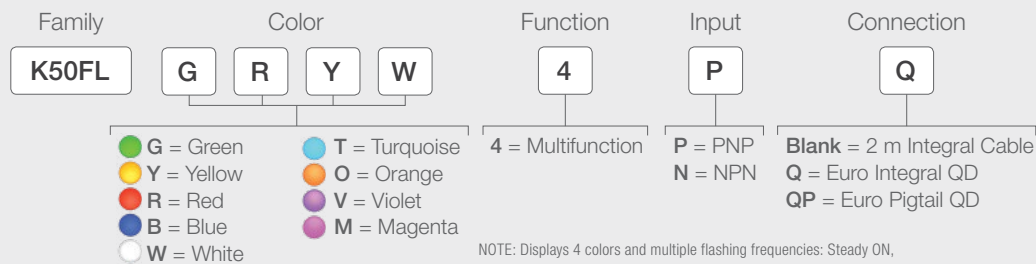 Family Color Function Input Connection
K50FL G R Y W 4 P Q
G = Green T = Turquoise 4 = Multifunction P = PNP Blank = 2 m Integral Cable
Y = Yellow O = Orange N = NPN Q = Euro Integral QD
R = Red V = Violet QP = Euro Pigtail QD
B = Blue M = Magenta
W = White NOTE: Displays 4 colors and multiple flashing frequencies: Steady ON,